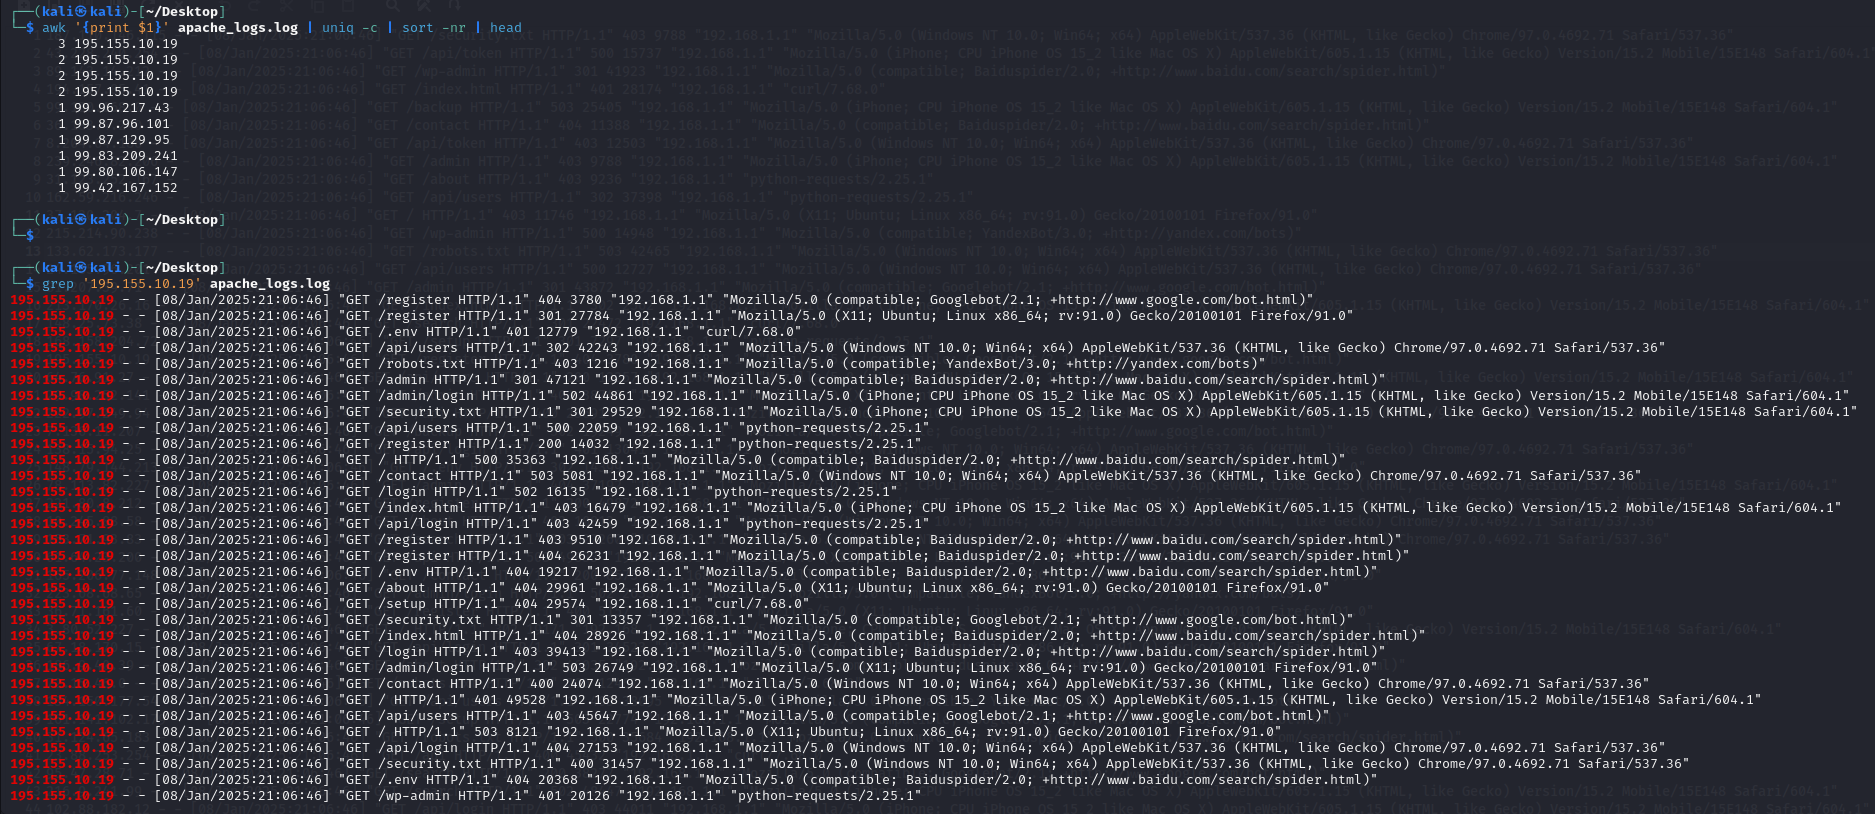 ┌──(kali㉿kali)-[~/Desktop]
└─$ awk '{print $1}' apache_logs.log | uniq -c | sort -nr | head
3 195.155.10.19
2 195.155.10.19
2 195.155.10.19
2 195.155.10.19
1 99.96.217.43
1 99.87.96.101
1 99.87.129.95
1 99.83.209.241
1 99.80.106.147
1 99.42.167.152
┌──(kali㉿kali)-[~/Desktop]
└─$
┌──(kali㉿kali)-[~/Desktop]
└─$ grep '195.155.10.19' apache_logs.log
195.155.10.19 - - [08/Jan/2025:21:06:46] "GET /register HTTP/1.1" 404 3780 "192.168.1.1" "Mozilla/5.0 (compatible; Googlebot/2.1; +http://www.google.com/bot.html)"
195.155.10.19 - - [08/Jan/2025:21:06:46] "GET /register HTTP/1.1" 301 27784 "192.168.1.1" "Mozilla/5.0 (X11; Ubuntu; Linux x86_64; rv:91.0) Gecko/20100101 Firefox/91.0"
195.155.10.19 - - [08/Jan/2025:21:06:46] "GET /.env HTTP/1.1" 401 12779 "192.168.1.1" "curl/7.68.0"
195.155.10.19 - - [08/Jan/2025:21:06:46] "GET /api/users HTTP/1.1" 302 42243 "192.168.1.1" "Mozilla/5.0 (Windows NT 10.0; Win64; x64) AppleWebKit/537.36 (KHTML, like Gecko) Chrome/97.0.4692.71 Safari/537.36"
195.155.10.19 - - [08/Jan/2025:21:06:46] "GET /robots.txt HTTP/1.1" 403 1216 "192.168.1.1" "Mozilla/5.0 (compatible; YandexBot/3.0; +http://yandex.com/bots)"
195.155.10.19 - - [08/Jan/2025:21:06:46] "GET /admin HTTP/1.1" 301 47121 "192.168.1.1" "Mozilla/5.0 (compatible; Baiduspider/2.0; +http://www.baidu.com/search/spider.html)"
195.155.10.19 - - [08/Jan/2025:21:06:46] "GET /admin/login HTTP/1.1" 502 44861 "192.168.1.1" "Mozilla/5.0 (iPhone; CPU iPhone OS 15_2 like Mac OS X) AppleWebKit/605.1.15 (KHTML, like Gecko) Version/15.2 Mobile/15E148 Safari/604.1"
195.155.10.19 - - [08/Jan/2025:21:06:46] "GET /security.txt HTTP/1.1" 301 29529 "192.168.1.1" "Mozilla/5.0 (iPhone; CPU iPhone OS 15_2 like Mac OS X) AppleWebKit/605.1.15 (KHTML, like Gecko) Version/15.2 Mobile/15E148 Safari/604.1"
195.155.10.19 - - [08/Jan/2025:21:06:46] "GET /api/users HTTP/1.1" 500 22059 "192.168.1.1" "python-requests/2.25.1"
195.155.10.19 - - [08/Jan/2025:21:06:46] "GET /register HTTP/1.1" 200 14032 "192.168.1.1" "python-requests/2.25.1"
195.155.10.19 - - [08/Jan/2025:21:06:46] "GET / HTTP/1.1" 500 35363 "192.168.1.1" "Mozilla/5.0 (compatible; Baiduspider/2.0; +http://www.baidu.com/search/spider.html)"
195.155.10.19 - - [08/Jan/2025:21:06:46] "GET /contact HTTP/1.1" 503 5081 "192.168.1.1" "Mozilla/5.0 (Windows NT 10.0; Win64; x64) AppleWebKit/537.36 (KHTML, like Gecko) Chrome/97.0.4692.71 Safari/537.36"
195.155.10.19 - - [08/Jan/2025:21:06:46] "GET /login HTTP/1.1" 502 16135 "192.168.1.1" "python-requests/2.25.1"
195.155.10.19 - - [08/Jan/2025:21:06:46] "GET /index.html HTTP/1.1" 403 16479 "192.168.1.1" "Mozilla/5.0 (iPhone; CPU iPhone OS 15_2 like Mac OS X) AppleWebKit/605.1.15 (KHTML, like Gecko) Version/15.2 Mobile/15E148 Safari/604.1"
195.155.10.19 - - [08/Jan/2025:21:06:46] "GET /api/login HTTP/1.1" 403 42459 "192.168.1.1" "python-requests/2.25.1"
195.155.10.19 - - [08/Jan/2025:21:06:46] "GET /register HTTP/1.1" 403 9510 "192.168.1.1" "Mozilla/5.0 (compatible; Baiduspider/2.0; +http://www.baidu.com/search/spider.html)"
195.155.10.19 - - [08/Jan/2025:21:06:46] "GET /register HTTP/1.1" 404 26231 "192.168.1.1" "Mozilla/5.0 (compatible; Baiduspider/2.0; +http://www.baidu.com/search/spider.html)"
195.155.10.19 - - [08/Jan/2025:21:06:46] "GET /.env HTTP/1.1" 404 19217 "192.168.1.1" "Mozilla/5.0 (compatible; Baiduspider/2.0; +http://www.baidu.com/search/spider.html)"
195.155.10.19 - - [08/Jan/2025:21:06:46] "GET /about HTTP/1.1" 404 29961 "192.168.1.1" "Mozilla/5.0 (X11; Ubuntu; Linux x86_64; rv:91.0) Gecko/20100101 Firefox/91.0"
195.155.10.19 - - [08/Jan/2025:21:06:46] "GET /setup HTTP/1.1" 404 29574 "192.168.1.1" "curl/7.68.0"
195.155.10.19 - - [08/Jan/2025:21:06:46] "GET /security.txt HTTP/1.1" 301 13357 "192.168.1.1" "Mozilla/5.0 (compatible; Googlebot/2.1; +http://www.google.com/bot.html)"
195.155.10.19 - - [08/Jan/2025:21:06:46] "GET /index.html HTTP/1.1" 404 28926 "192.168.1.1" "Mozilla/5.0 (compatible; Baiduspider/2.0; +http://www.baidu.com/search/spider.html)"
195.155.10.19 - - [08/Jan/2025:21:06:46] "GET /login HTTP/1.1" 403 39413 "192.168.1.1" "Mozilla/5.0 (compatible; Baiduspider/2.0; +http://www.baidu.com/search/spider.html)"
195.155.10.19 - - [08/Jan/2025:21:06:46] "GET /admin/login HTTP/1.1" 503 26749 "192.168.1.1" "Mozilla/5.0 (X11; Ubuntu; Linux x86_64; rv:91.0) Gecko/20100101 Firefox/91.0"
195.155.10.19 - - [08/Jan/2025:21:06:46] "GET /contact HTTP/1.1" 400 24074 "192.168.1.1" "Mozilla/5.0 (Windows NT 10.0; Win64; x64) AppleWebKit/537.36 (KHTML, like Gecko) Chrome/97.0.4692.71 Safari/537.36"
195.155.10.19 - - [08/Jan/2025:21:06:46] "GET / HTTP/1.1" 401 49528 "192.168.1.1" "Mozilla/5.0 (iPhone; CPU iPhone OS 15_2 like Mac OS X) AppleWebKit/605.1.15 (KHTML, like Gecko) Version/15.2 Mobile/15E148 Safari/604.1"
195.155.10.19 - - [08/Jan/2025:21:06:46] "GET /api/users HTTP/1.1" 403 45647 "192.168.1.1" "Mozilla/5.0 (compatible; Googlebot/2.1; +http://www.google.com/bot.html)"
195.155.10.19 - - [08/Jan/2025:21:06:46] "GET / HTTP/1.1" 503 8121 "192.168.1.1" "Mozilla/5.0 (X11; Ubuntu; Linux x86_64; rv:91.0) Gecko/20100101 Firefox/91.0"
195.155.10.19 - - [08/Jan/2025:21:06:46] "GET /api/login HTTP/1.1" 404 27153 "192.168.1.1" "Mozilla/5.0 (Windows NT 10.0; Win64; x64) AppleWebKit/537.36 (KHTML, like Gecko) Chrome/97.0.4692.71 Safari/537.36"
195.155.10.19 - - [08/Jan/2025:21:06:46] "GET /security.txt HTTP/1.1" 400 31457 "192.168.1.1" "Mozilla/5.0 (Windows NT 10.0; Win64; x64) AppleWebKit/537.36 (KHTML, like Gecko) Chrome/97.0.4692.71 Safari/537.36"
195.155.10.19 - - [08/Jan/2025:21:06:46] "GET /.env HTTP/1.1" 404 20368 "192.168.1.1" "Mozilla/5.0 (compatible; Baiduspider/2.0; +http://www.baidu.com/search/spider.html)"
195.155.10.19 - - [08/Jan/2025:21:06:46] "GET /wp-admin HTTP/1.1" 401 20126 "192.168.1.1" "python-requests/2.25.1"